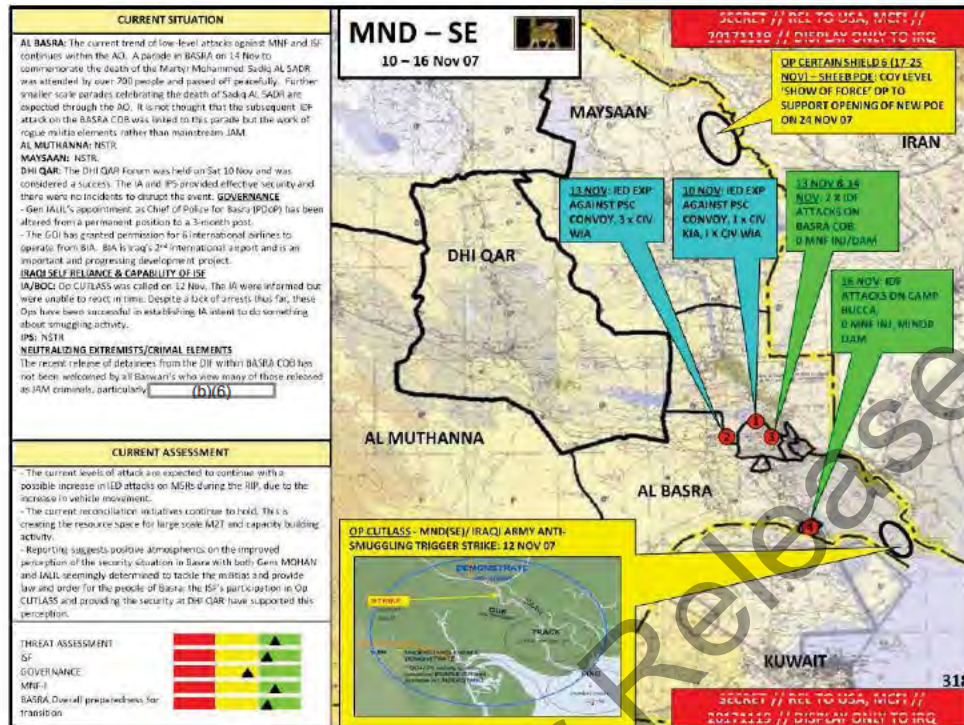 CURRENT SITUATION
AL BASRA: The current trend of low-level attacks against MNF and ISF
continues within the AO. A parade in BASRA on 14 Nov to
commemorate the death of the Martyr Mohammed Sadiq AL SADR
was attended by over 200 people and passed off peacefully. Further
smaller scale parades celebrating the death of Sadiq AL SADR are
expected through the AO. It is not thought that the subsequent IDF
attack on the BASRA COB was linked to this parade but the work of
rogue militia elements rather than mainstream JAM.
AL MUTHANNA: NSTR
MAYSAAN: NSTR.
DHI QAR: The DHI QAR Forum was held on Sat 10 Nov and was
considered a success. The IA and IPS provided effective security and
there were no incidents to disrupt the event. GOVERNANCE
- Gen JALIL's appointment as Chief of Police for Basra (PDoP) has been
altered from a permanent position to a 3-month post.
- The GOI has granted permission for 6 international airlines to
operate from BIA. BIA is Iraq's 2nd international airport and is an
important and progressing development project.
IRAQI SELF RELIANCE & CAPABILITY OF ISF
IA/BOC: Op CUTLASS was called on 12 Nov. The IA were informed but
were unable to react in time. Despite a lack of arrests thus far, these
Ops have been successful in establishing IA intent to do something
about smuggling activity.
IPS: NSTR
NEUTRALIZING EXTREMISTS/CRIMAL ELEMENTS
The recent release of detainees from the DIF within BASRA COB has
not been welcomed by all Baswari's who view many of those released
as JAM criminals, particularly (b)(6)
CURRENT ASSESSMENT
- The current levels of attack are expected to continue with a
possible increase in IED attacks on MSRs during the RIP, due to the
increase in vehicle movement.
- The current reconciliation initiatives continue to hold. This is
creating the resource space for large scale M2T and capacity building
activity.
- Reporting suggests positive atmospherics on the improved
perception of the security situation in Basra with both Gens MOHAN
and JALIL seemingly determined to tackle the militias and provide
law and order for the people of Basra; the ISF's participation in Op
CUTLASS and providing the security at DHI QAR have supported this
perception.
THREAT ASSESSMENT
ISF
GOVERNANCE
MNF-I
BASRA Overall preparedness for
transition
MND – SE
10 – 16 Nov 07
SECRET // REL TO USA, MCFI //
20171119 // DISPLAY ONLY TO IRQ
OP CERTAIN SHIELD 6 (17-25
NOV) – SHEEB POE: COY LEVEL
'SHOW OF FORCE' OP TO
SUPPORT OPENING OF NEW POE
ON 24 NOV 07
MAYSAAN
IRAN
13 NOV: IED EXP
AGAINST PSC
CONVOY, 3 x CIV
WIA
10 NOV: IED EXP
AGAINST PSC
CONVOY, 1 x CIV
KIA, 1 X CIV WIA
13 NOV & 14
NOV: 2 X IDF
ATTACKS ON
BASRA COB:
0 MNF INJ/DAM
16 NOV: IDF
ATTACKS ON CAMP
BUCCA,
0 MNF INJ, MINOR
DAM
DHI QAR
1
2
3
AL MUTHANNA
AL BASRA
4
OP CUTLASS - MND(SE)/ IRAQI ARMY ANTI-
SMUGGLING TRIGGER STRIKE: 12 NOV 07
DEMONSTRATE
STRIKE
CUE
TRACK
FIND
KUWAIT
318
SECRET // REL TO USA, MCFI //
20171119 // DISPLAY ONLY TO IRQ
Release